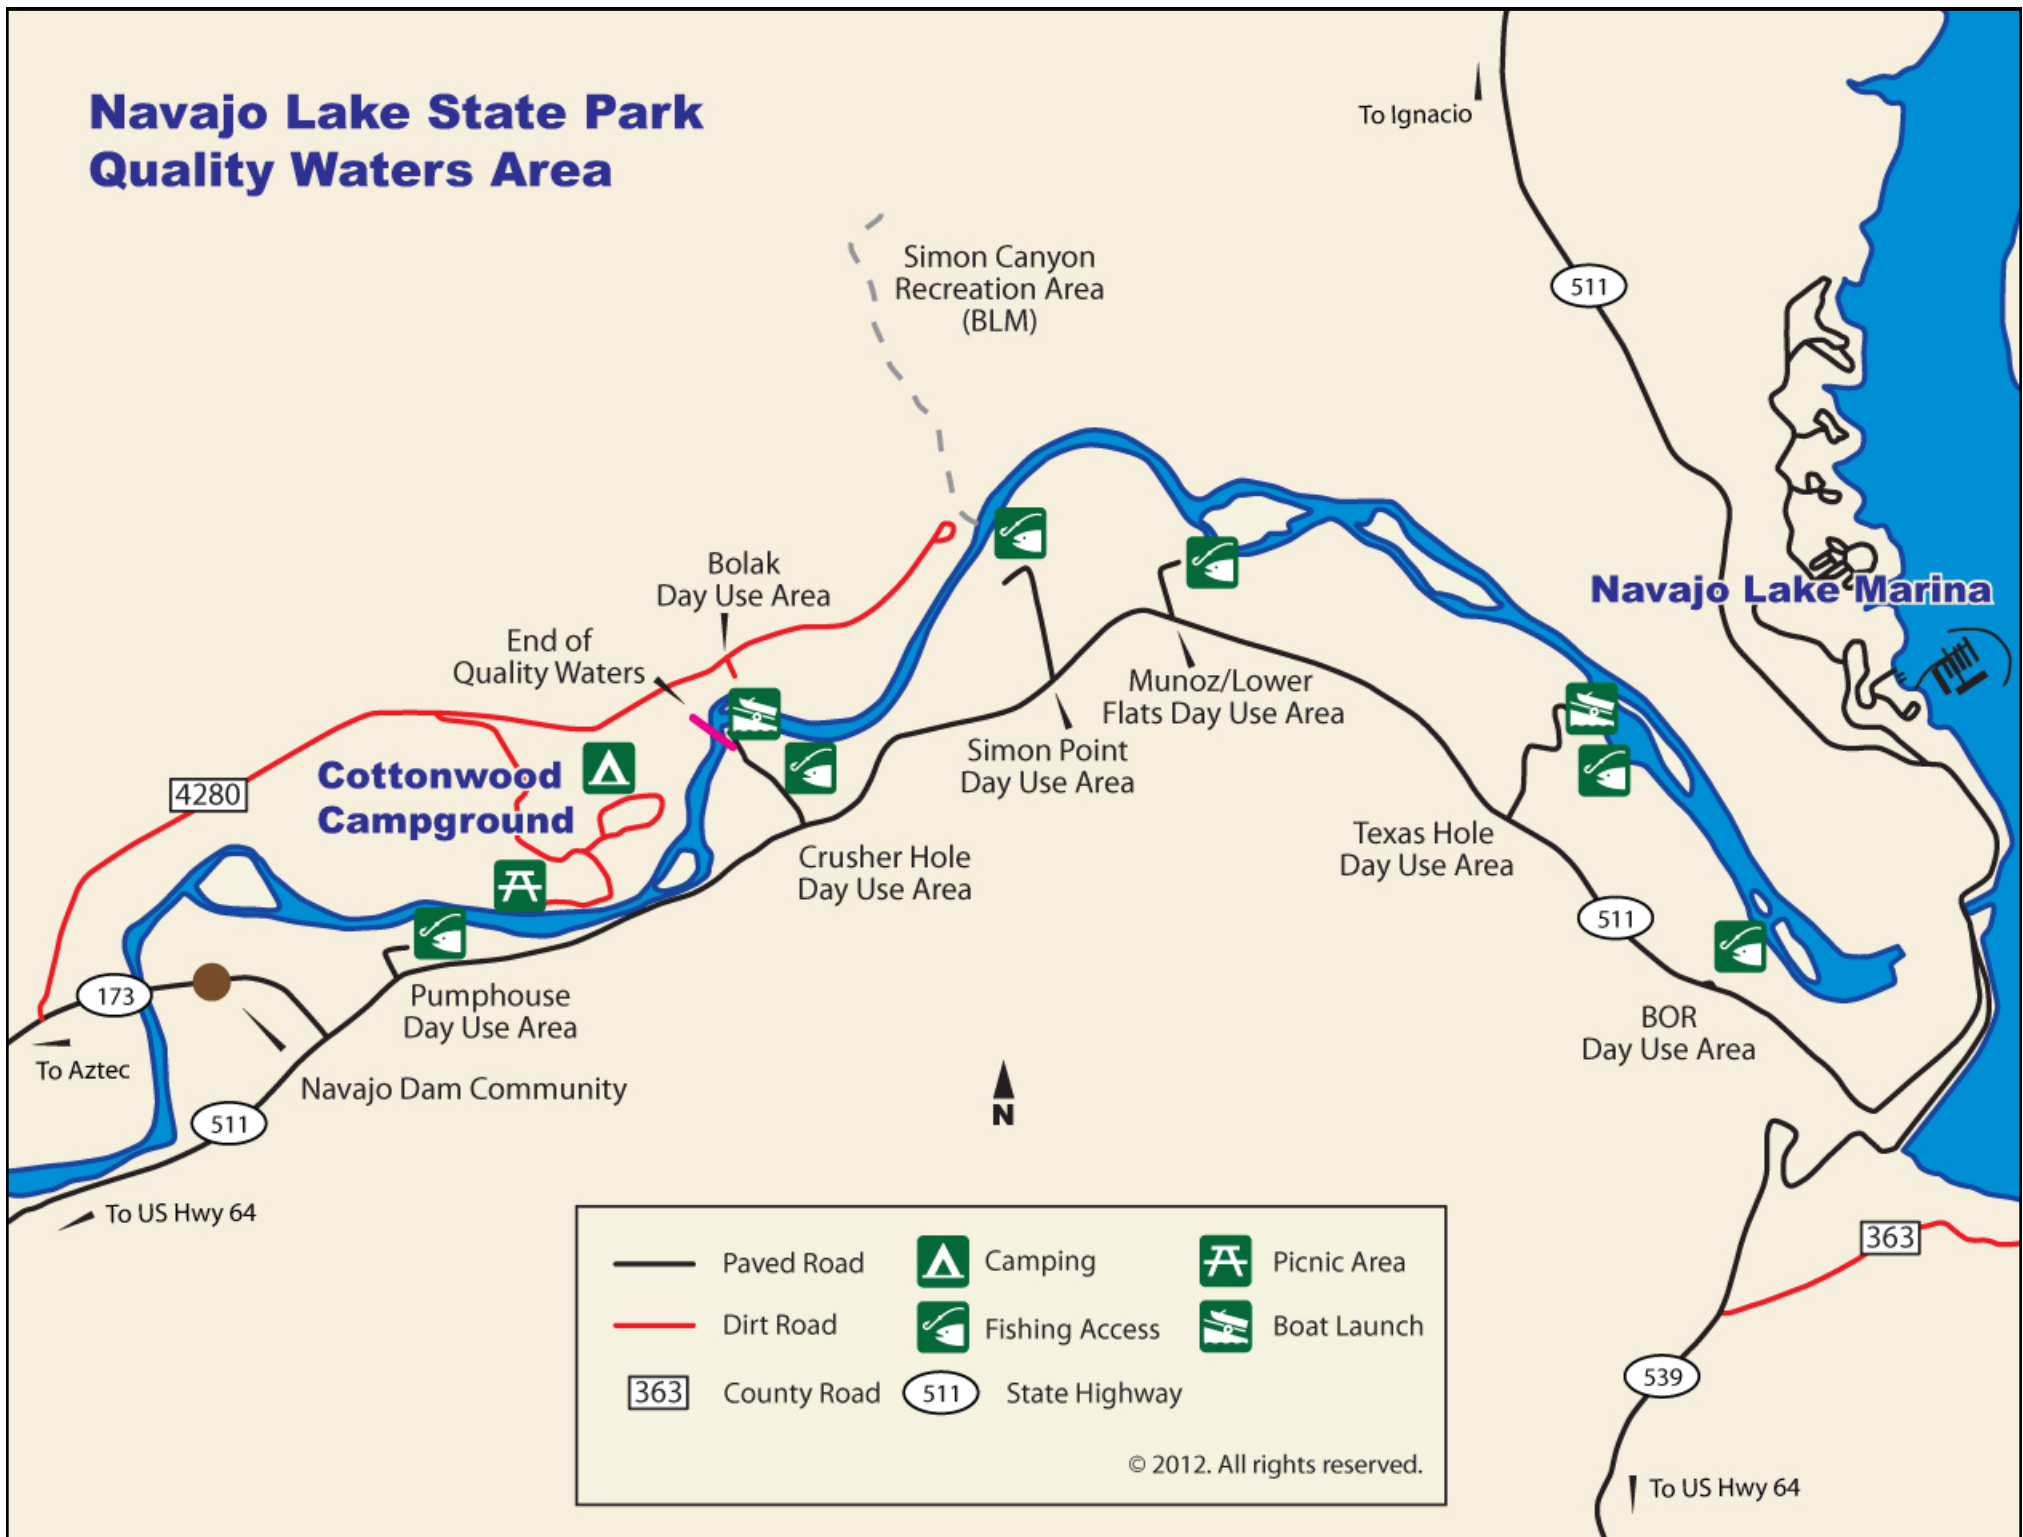 Navajo Lake State Park
Quality Waters Area
To Ignacio
Simon Canyon
Recreation Area
(BLM)
511
Bolak
Day Use Area
End of
Quality Waters
Navajo Lake Marina
Munoz/Lower
Flats Day Use Area
Simon Point
Day Use Area
Cottonwood
Campground
4280
Crusher Hole
Day Use Area
Texas Hole
Day Use Area
511
173
Pumphouse
Day Use Area
BOR
Day Use Area
To Aztec
Navajo Dam Community
511
N
To US Hwy 64
363
Paved Road
Camping
Picnic Area
Dirt Road
Fishing Access
Boat Launch
363
County Road
511
State Highway
© 2012. All rights reserved.
539
To US Hwy 64